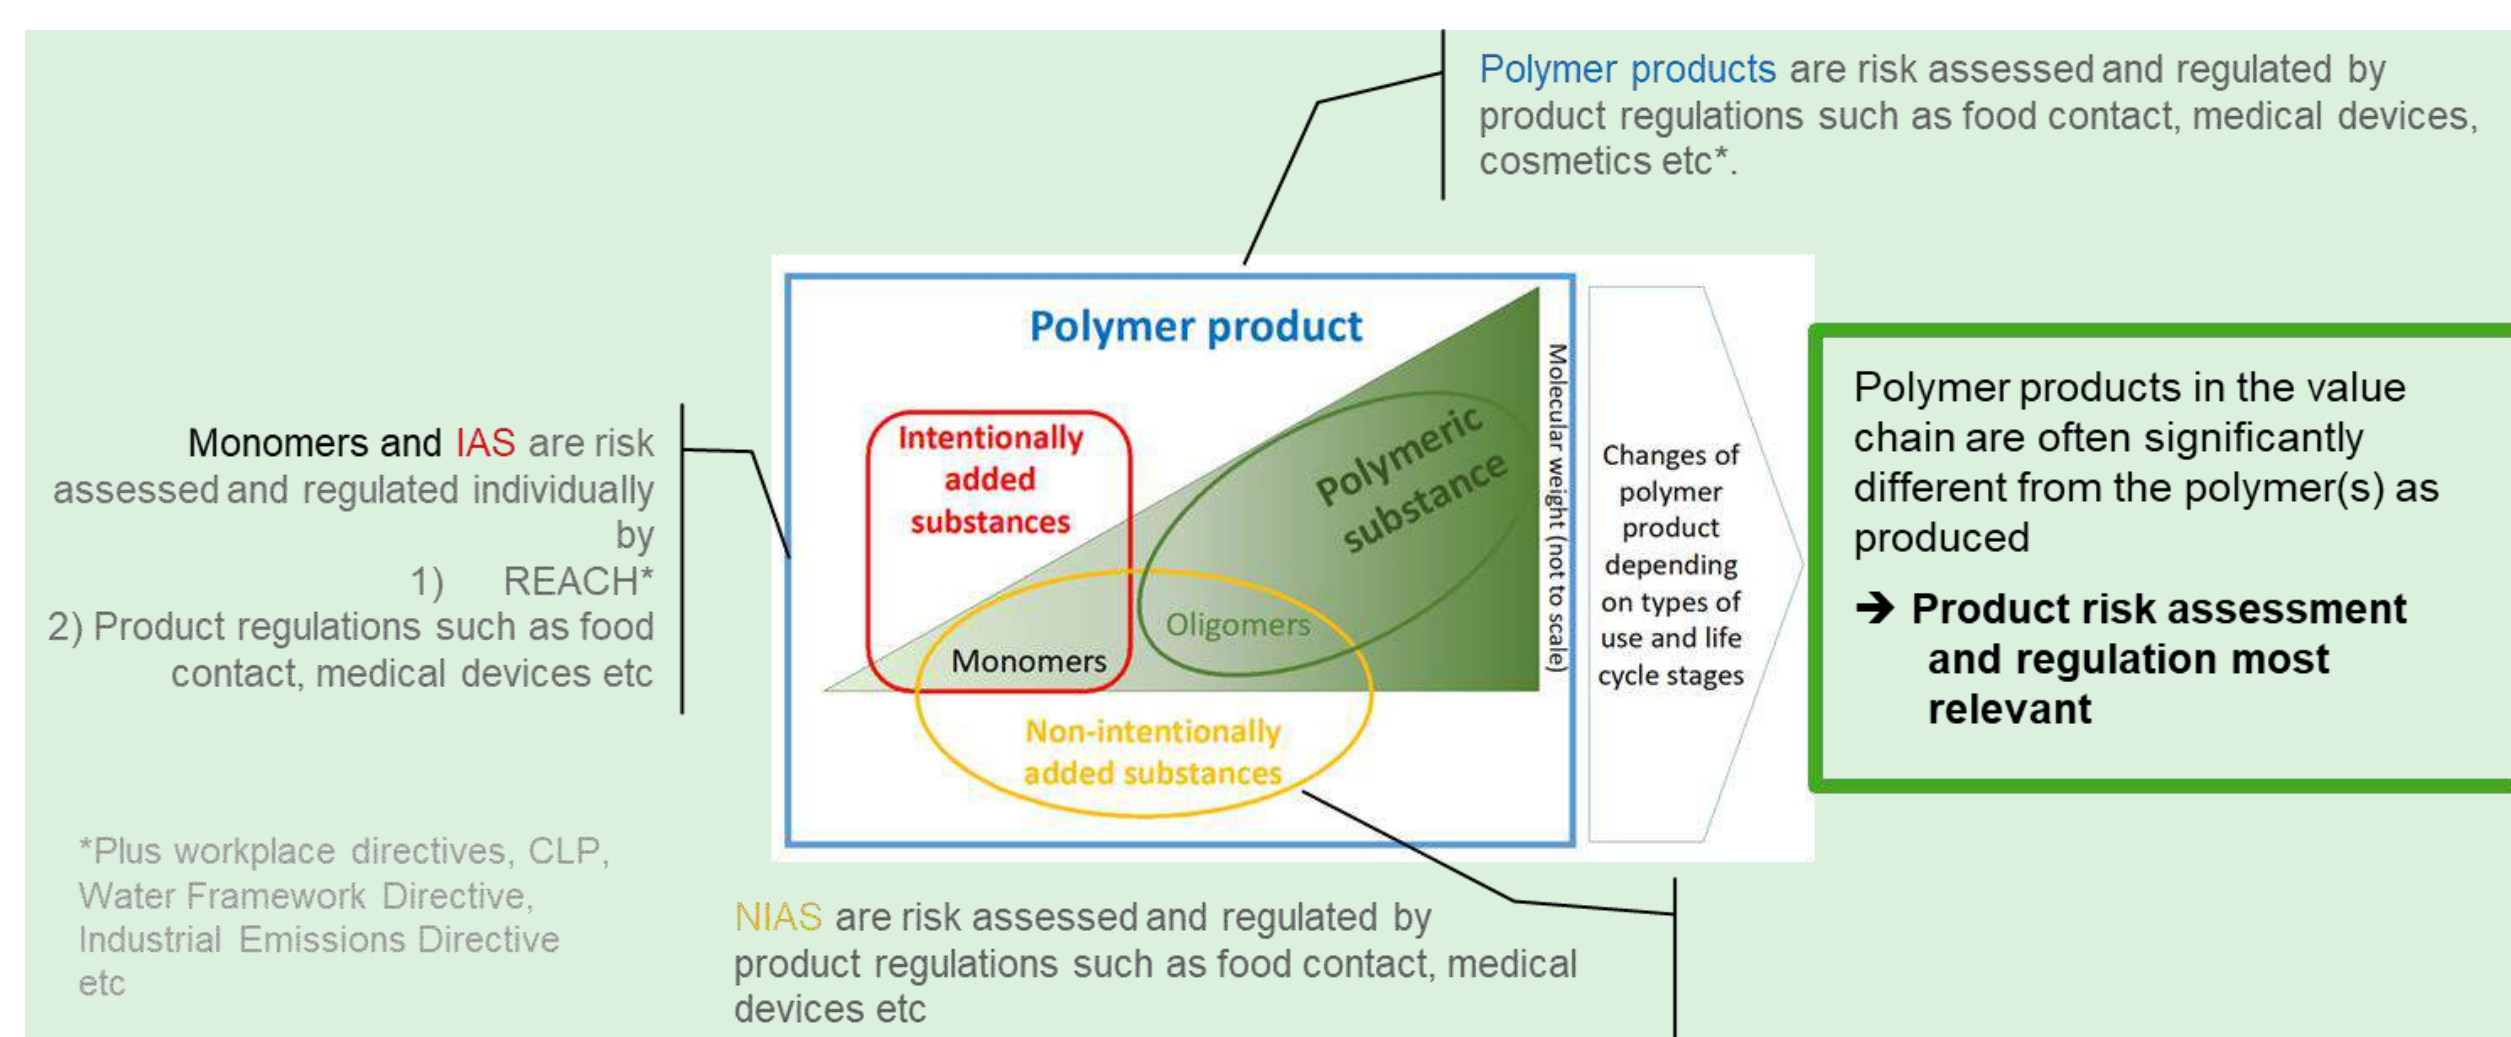 Polymer products are risk assessed and regulated by
product regulations such as food contact, medical devices,
cosmetics etc*.
Monomers and IAS are risk
assessed and regulated individually
by
1) REACH*
2) Product regulations such as food
contact, medical devices etc
*Plus workplace directives, CLP,
Water Framework Directive,
Industrial Emissions Directive
etc
Polymer product
Intentionally
added
substances
Polymeric
substance
Oligomers
Monomers
Non-intentionally
added substances
Molecular weight (not to scale)
Changes of
polymer
product
depending
on types of
use and life
cycle stages
Polymer products in the value
chain are often significantly
different from the polymer(s) as
produced
➔ Product risk assessment
and regulation most
relevant
NIAS are risk assessed and regulated by
product regulations such as food contact, medical
devices etc